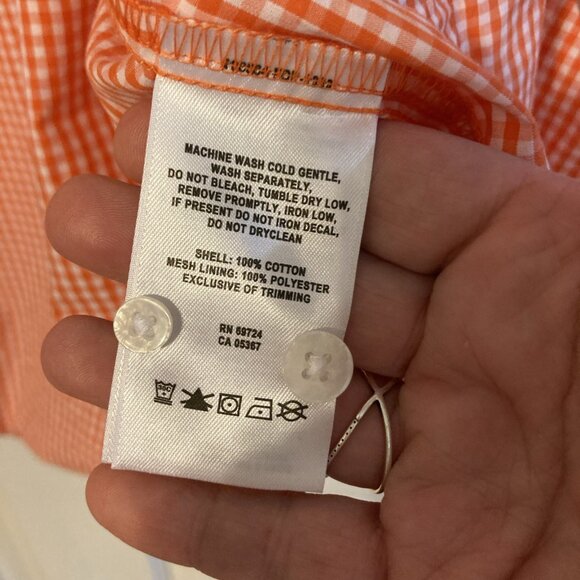 MACHINE WASH COLD GENTLE,
WASH SEPARATELY,
DO NOT BLEACH, TUMBLE DRY LOW,
REMOVE PROMPTLY, IRON LOW,
IF PRESENT DO NOT IRON DECAL,
DO NOT DRYCLEAN
SHELL: 100% COTTON
MESH LINING: 100% POLYESTER
EXCLUSIVE OF TRIMMING
RN 69724
CA 05367
30C